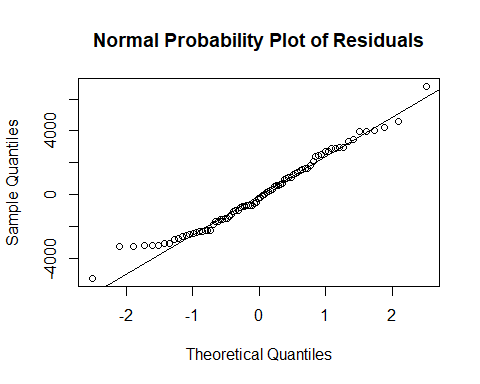 Normal Probability Plot of Residuals
Sample Quantiles
4000
0
-4000
-2
-1
0
1
2
Theoretical Quantiles